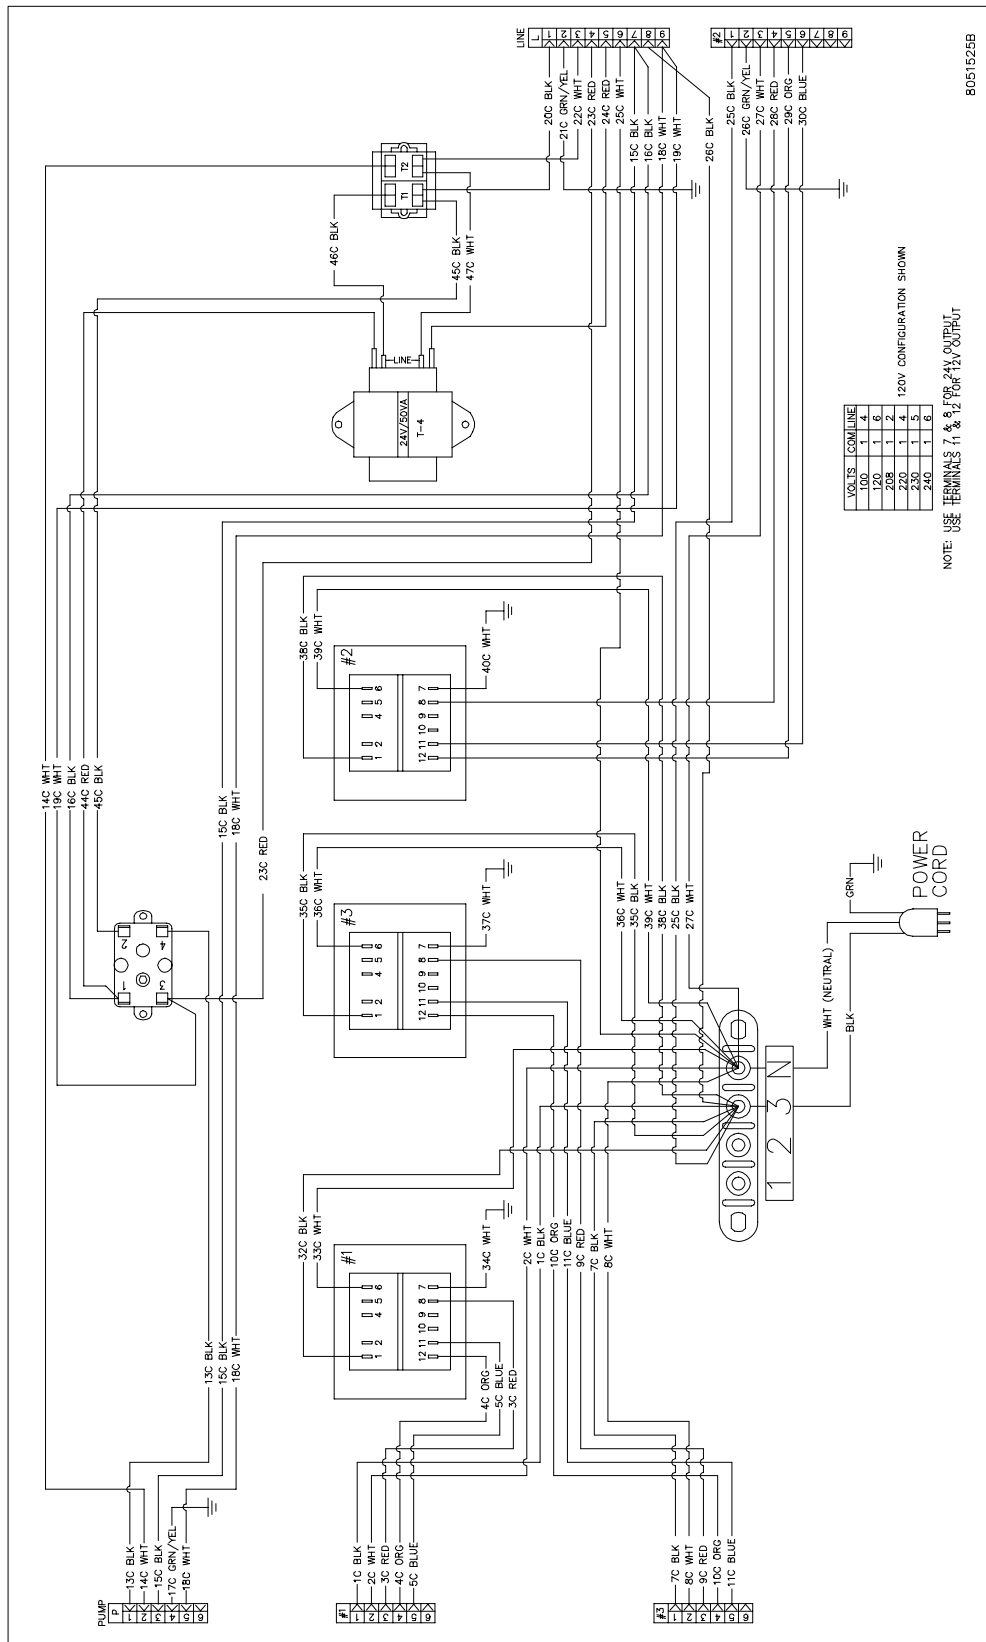 LINE
L
1
2
3
4
5
6
7
8
9
20C BLK
21C GRN/YEL
22C WHT
23C RED
24C RED
25C WHT
15C BLK
16C BLK
18C WHT
19C WHT
26C BLK
#2
1
2
3
4
5
6
7
8
9
25C BLK
26C GRN/YEL
27C WHT
28C RED
29C ORG
30C BLUE
B051525B
T2
T1
46C BLK
45C BLK
47C WHT
LINE
24V/50VA
T-4
120V CONFIGURATION SHOWN
VOLTS COM LINE
100 1 4
120 1 6
208 1 2
220 1 4
230 1 5
240 1 6
NOTE: USE TERMINALS 7 & 8 FOR 24V OUTPUT
USE TERMINALS 11 & 12 FOR 12V OUTPUT
14C WHT
19C WHT
16C BLK
44C RED
45C BLK
15C BLK
18C WHT
23C RED
38C BLK
39C WHT
#2
1
2
4
5
6
12
11
10
9
8
7
40C WHT
2
4
1
3
35C BLK
36C WHT
#3
1
2
4
5
6
12
11
10
9
8
7
37C WHT
36C WHT
35C BLK
39C WHT
38C BLK
25C BLK
27C WHT
POWER
CORD
GRN
WHT (NEUTRAL)
BLK
1 2 3 N
32C BLK
33C WHT
#1
1
2
4
5
6
12
11
10
9
8
7
34C WHT
2C WHT
1C BLK
10C ORG
11C BLUE
9C RED
7C BLK
8C WHT
4C ORG
5C BLUE
3C RED
13C BLK
15C BLK
18C WHT
PUMP
P
1
2
3
4
5
6
13C BLK
14C WHT
15C BLK
17C GRN/YEL
18C WHT
#1
1
2
3
4
5
6
1C BLK
2C WHT
3C RED
4C ORG
5C BLUE
#3
1
2
3
4
5
6
7C BLK
8C WHT
9C RED
10C ORG
11C BLUE